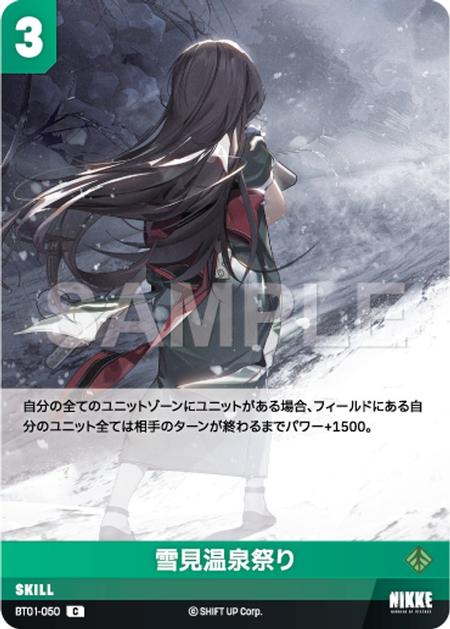 3
SAMPLE
自分の全てのユニットゾーンにユニットがある場合、フィールドにある自
分のユニット全ては相手のターンが終わるまでパワー+1500。
雪見温泉祭り
SKILL
BT01-050 C
© SHIFT UP Corp.
NIKKE
GODDESS OF VICTORY